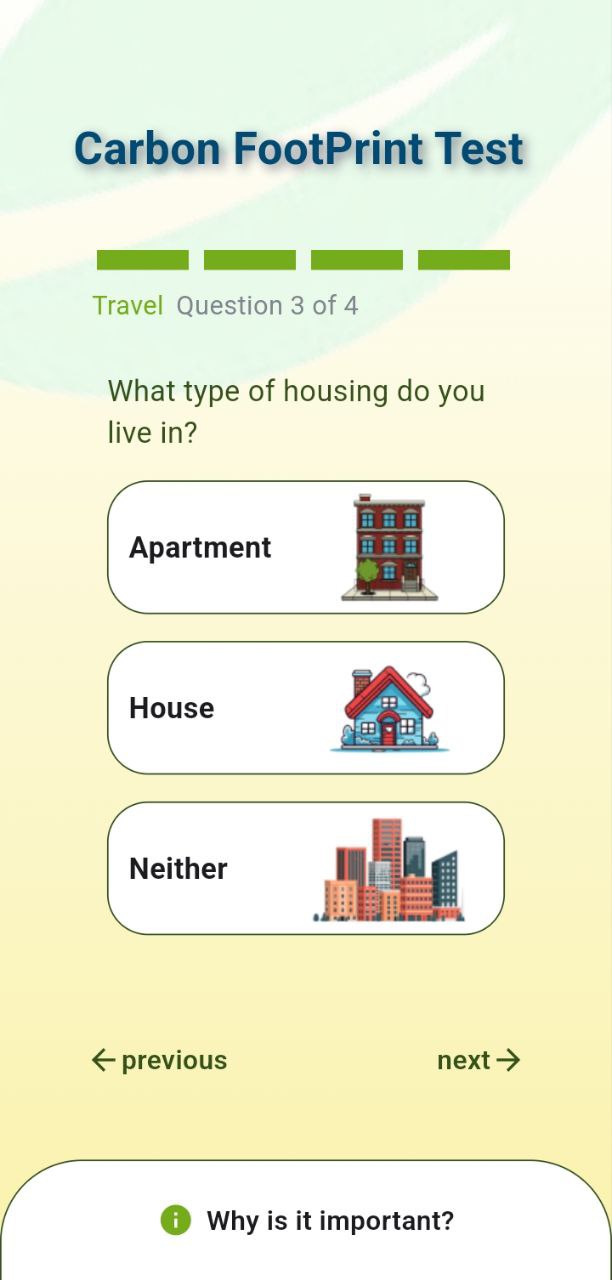 Carbon FootPrint Test
Travel Question 3 of 4
What type of housing do you
live in?
Apartment
House
Neither
previous
next
Why is it important?